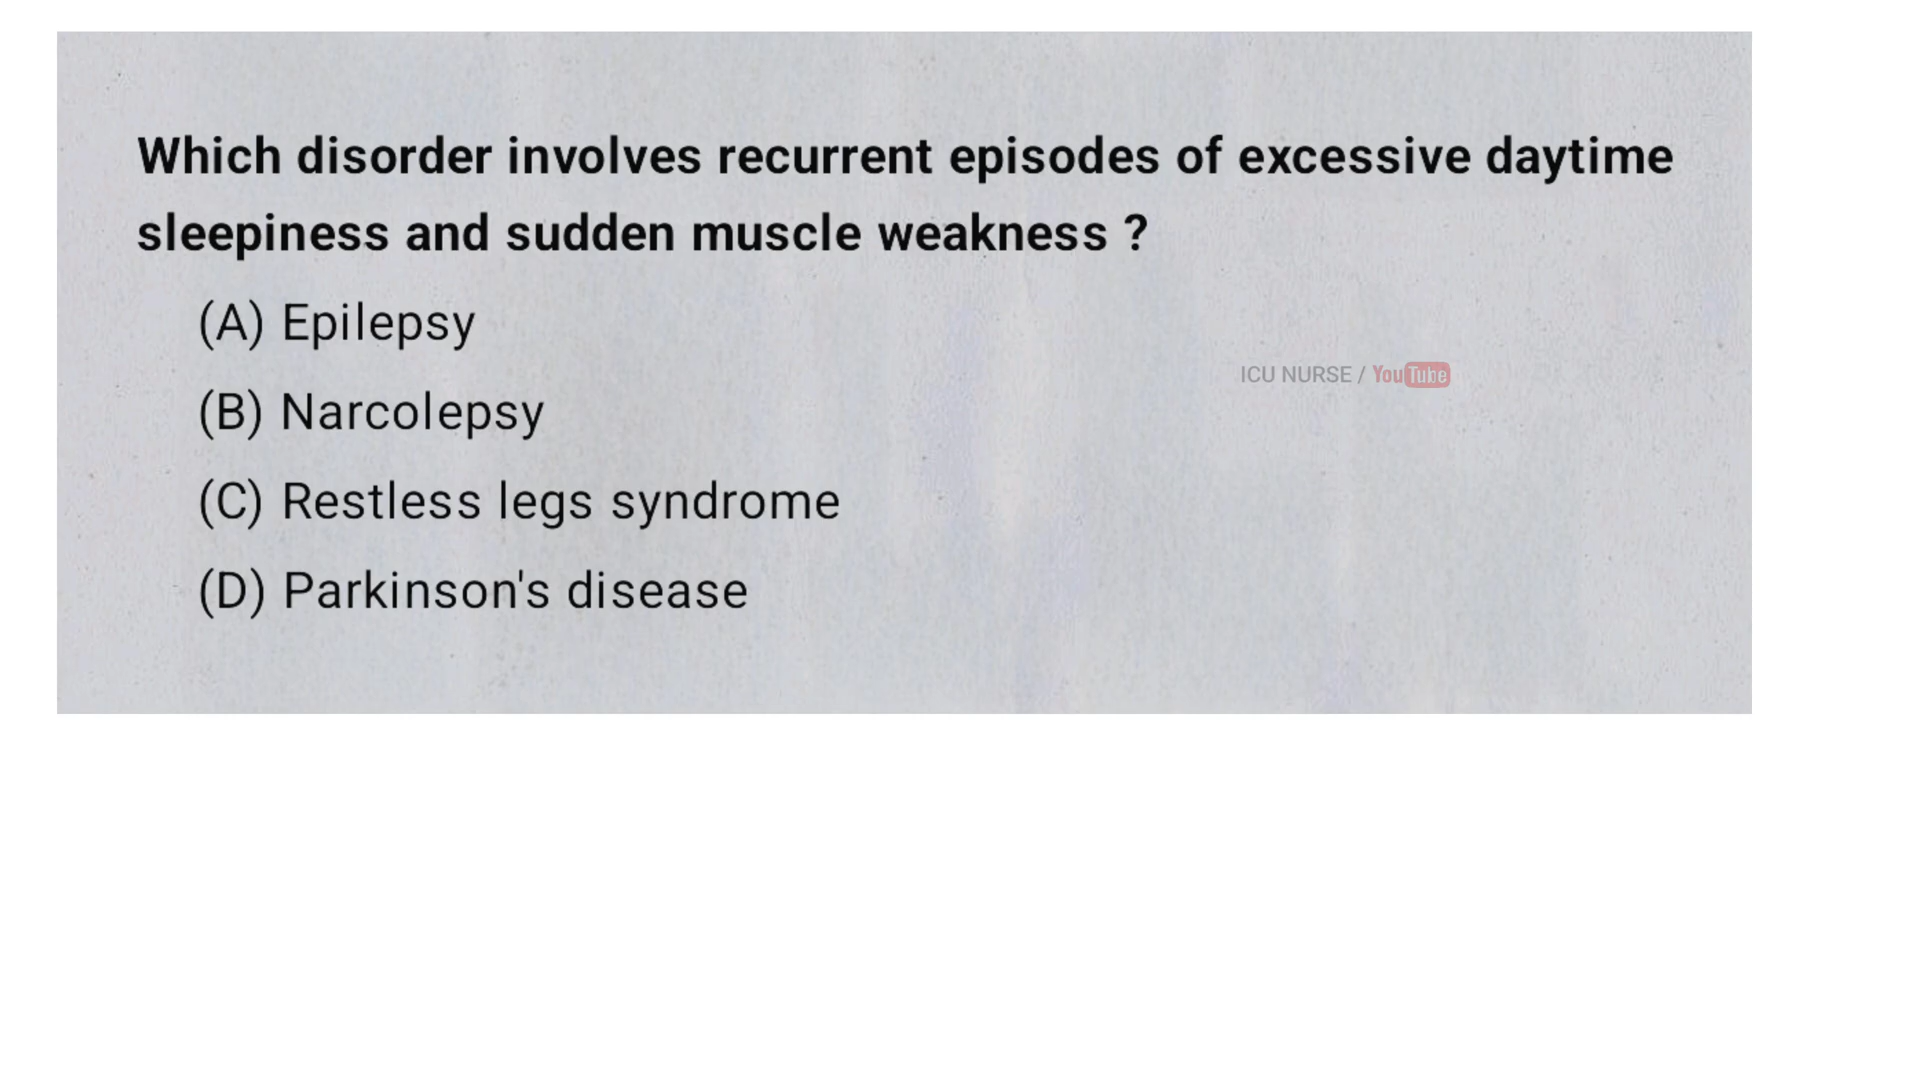 Which disorder involves recurrent episodes of excessive daytime
sleepiness and sudden muscle weakness ?
(A) Epilepsy
ICU NURSE / YouTube
(B) Narcolepsy
(C) Restless legs syndrome
(D) Parkinson's disease